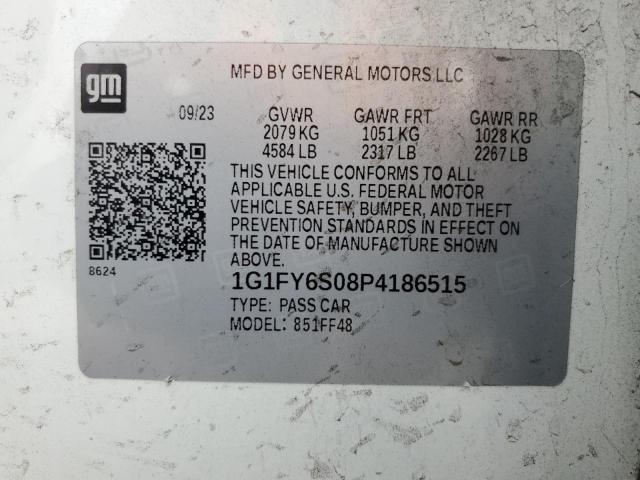 gm
MFD BY GENERAL MOTORS LLC
09/23 GVWR GAWR FRT GAWR RR
2079 KG 1051 KG 1028 KG
4584 LB 2317 LB 2267 LB
THIS VEHICLE CONFORMS TO ALL
APPLICABLE U.S. FEDERAL MOTOR
VEHICLE SAFETY, BUMPER, AND THEFT
PREVENTION STANDARDS IN EFFECT ON
THE DATE OF MANUFACTURE SHOWN
ABOVE.
8624
1G1FY6S08P4186515
TYPE: PASS CAR
MODEL: 851FF48